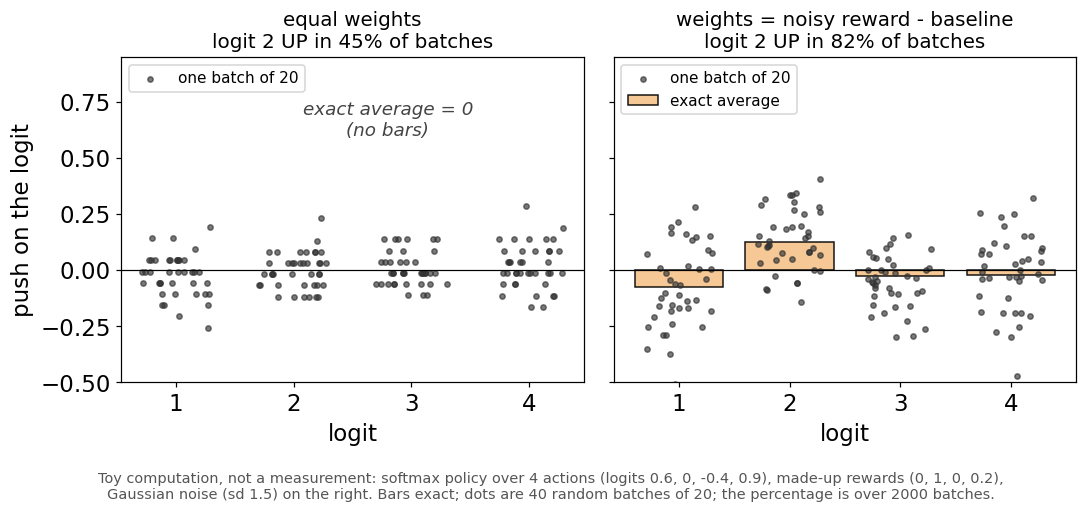 equal weights
logit 2 UP in 45% of batches
one batch of 20
exact average = 0
(no bars)
push on the logit
0.75
0.50
0.25
0.00
−0.25
−0.50
1 2 3 4
logit
weights = noisy reward - baseline
logit 2 UP in 82% of batches
one batch of 20
exact average
1 2 3 4
logit
Toy computation, not a measurement: softmax policy over 4 actions (logits 0.6, 0, -0.4, 0.9), made-up rewards (0, 1, 0, 0.2),
Gaussian noise (sd 1.5) on the right. Bars exact; dots are 40 random batches of 20; the percentage is over 2000 batches.